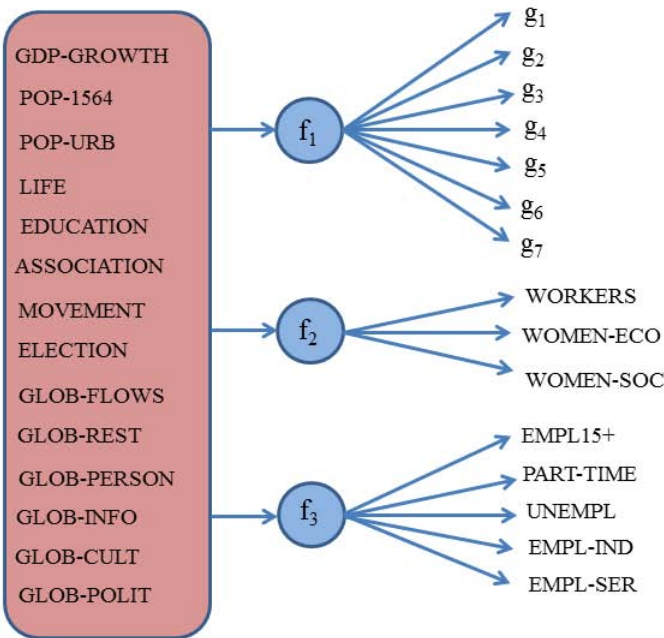 GDP-GROWTH
POP-1564
POP-URB
LIFE
EDUCATION
ASSOCIATION
MOVEMENT
ELECTION
GLOB-FLOWS
GLOB-REST
GLOB-PERSON
GLOB-INFO
GLOB-CULT
GLOB-POLIT
f₁
g₁
g₂
g₃
g₄
g₅
g₆
g₇
f₂
WORKERS
WOMEN-ECO
WOMEN-SOC
f₃
EMPL15+
PART-TIME
UNEMPL
EMPL-IND
EMPL-SER